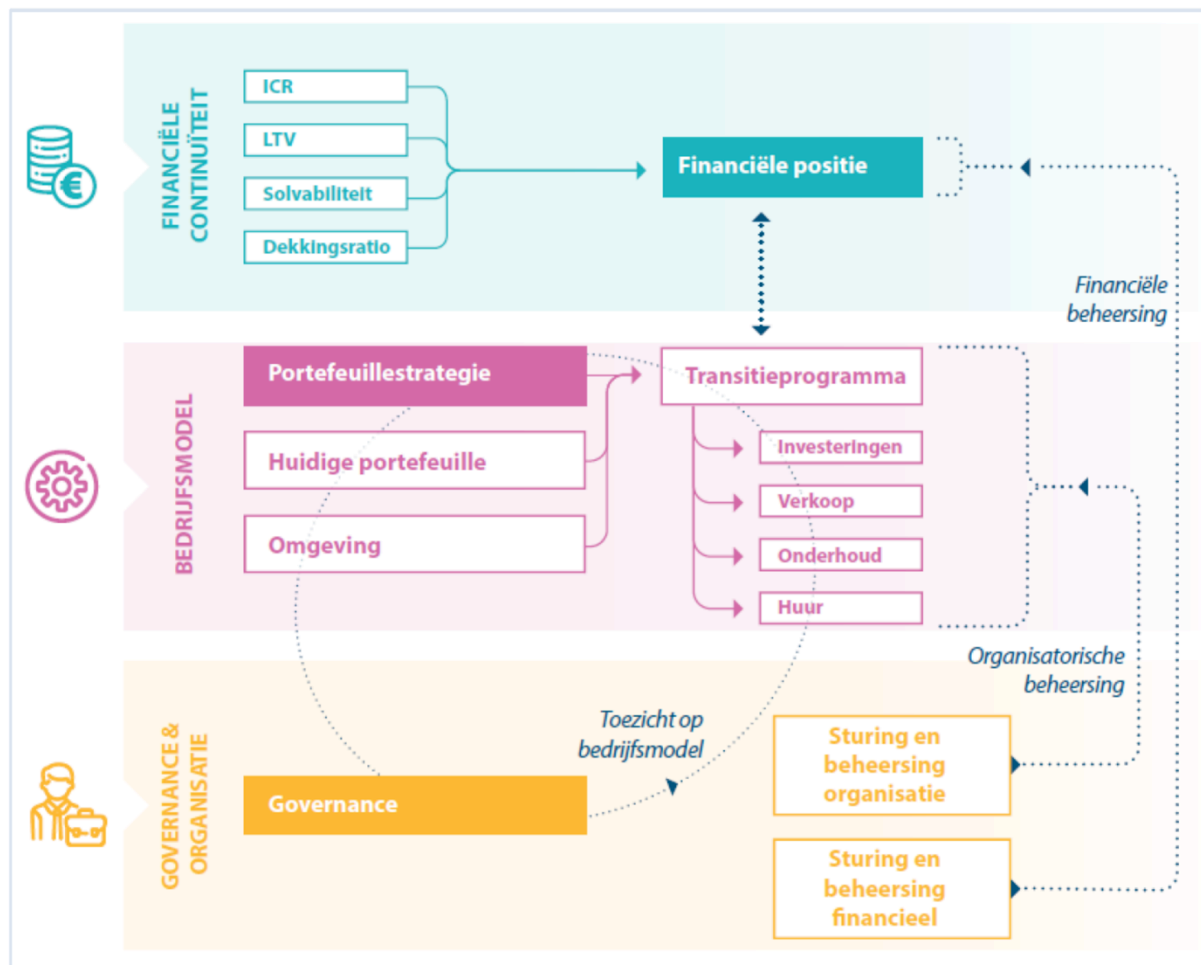 FINANCIËLE
CONTINUÏTEIT
ICR
LTV
Solvabiliteit
Dekkingsratio
Financiële positie
Financiële
beheersing
BEDRIJFSMODEL
Portefeuillestrategie
Huidige portefeuille
Omgeving
Transitieprogramma
Investeringen
Verkoop
Onderhoud
Huur
Organisatorische
beheersing
GOVERNANCE &
ORGANISATIE
Governance
Toezicht op
bedrijfsmodel
Sturing en
beheersing
organisatie
Sturing en
beheersing
financieel